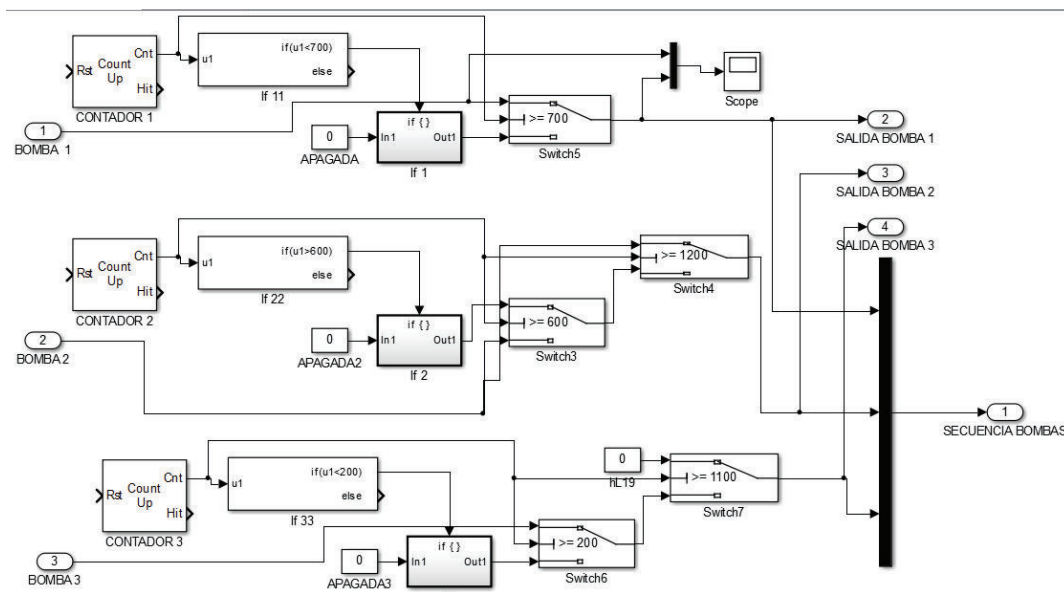 Rst Count Up Cnt Hit
CONTADOR 1
u1 if(u1<700) else
If 11
1
BOMBA 1
0
APAGADA
if { } In1 Out1
If 1
>= 700
Switch5
Scope
2
SALIDA BOMBA 1
3
SALIDA BOMBA 2
4
SALIDA BOMBA 3
Rst Count Up Cnt Hit
CONTADOR 2
u1 if(u1>600) else
If 22
2
BOMBA2
0
APAGADA2
if { } In1 Out1
If 2
>= 600
Switch3
>= 1200
Switch4
1
SECUENCIA BOMBAS
Rst Count Up Cnt Hit
CONTADOR 3
u1 if(u1<200) else
If 33
3
BOMBA3
0
APAGADA3
if { } In1 Out1
>= 200
Switch6
0
hL19
>= 1100
Switch7